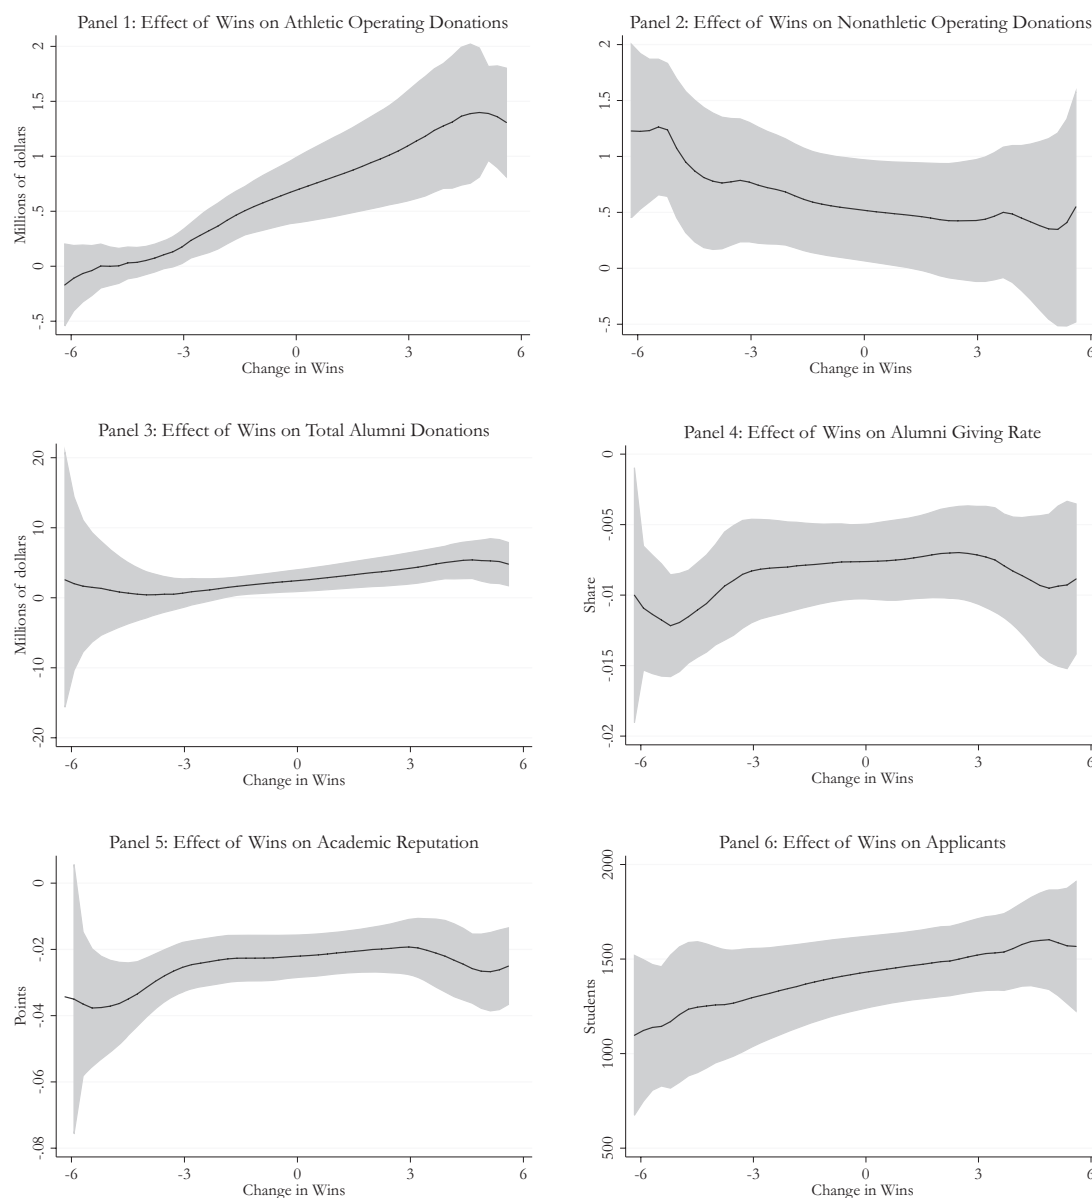 Panel 1: Effect of Wins on Athletic Operating Donations
Millions of dollars
2
1.5
1
.5
0
-.5
-6 -3 0 3 6
Change in Wins
Panel 2: Effect of Wins on Nonathletic Operating Donations
2
1.5
1
.5
0
-.5
-6 -3 0 3 6
Change in Wins
Panel 3: Effect of Wins on Total Alumni Donations
Millions of dollars
20
10
0
-10
-20
-6 -3 0 3 6
Change in Wins
Panel 4: Effect of Wins on Alumni Giving Rate
Share
0
-.005
-.01
-.015
-.02
-6 -3 0 3 6
Change in Wins
Panel 5: Effect of Wins on Academic Reputation
Points
0
-.02
-.04
-.06
-.08
-6 -3 0 3 6
Change in Wins
Panel 6: Effect of Wins on Applicants
Students
2000
1500
1000
500
-6 -3 0 3 6
Change in Wins